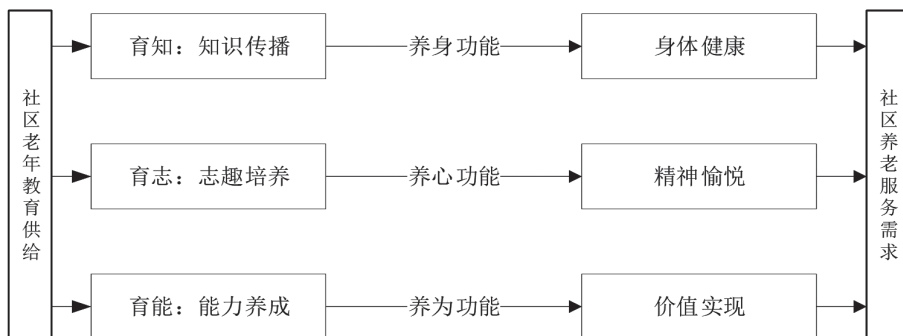 社区老年教育供给
育知：知识传播
养身功能
身体健康
育志：志趣培养
养心功能
精神愉悦
育能：能力养成
养为功能
价值实现
社区养老服务需求